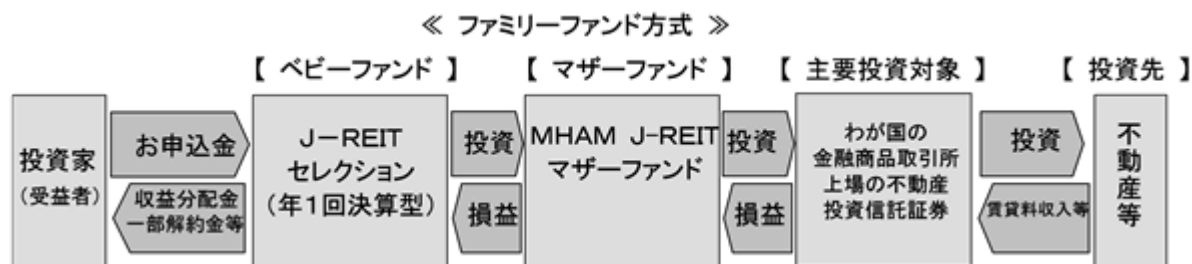 ≪ ファミリーファンド方式 ≫
【 ベビーファンド 】
【 マザーファンド 】
【 主要投資対象 】
【 投資先 】
投資家
(受益者)
お申込金
収益分配金
一部解約金等
J-REIT
セレクション
(年1回決算型)
投資
損益
MHAM J-REIT
マザーファンド
投資
損益
わが国の
金融商品取引所
上場の不動産
投資信託証券
投資
賃貸料収入等
不動産等